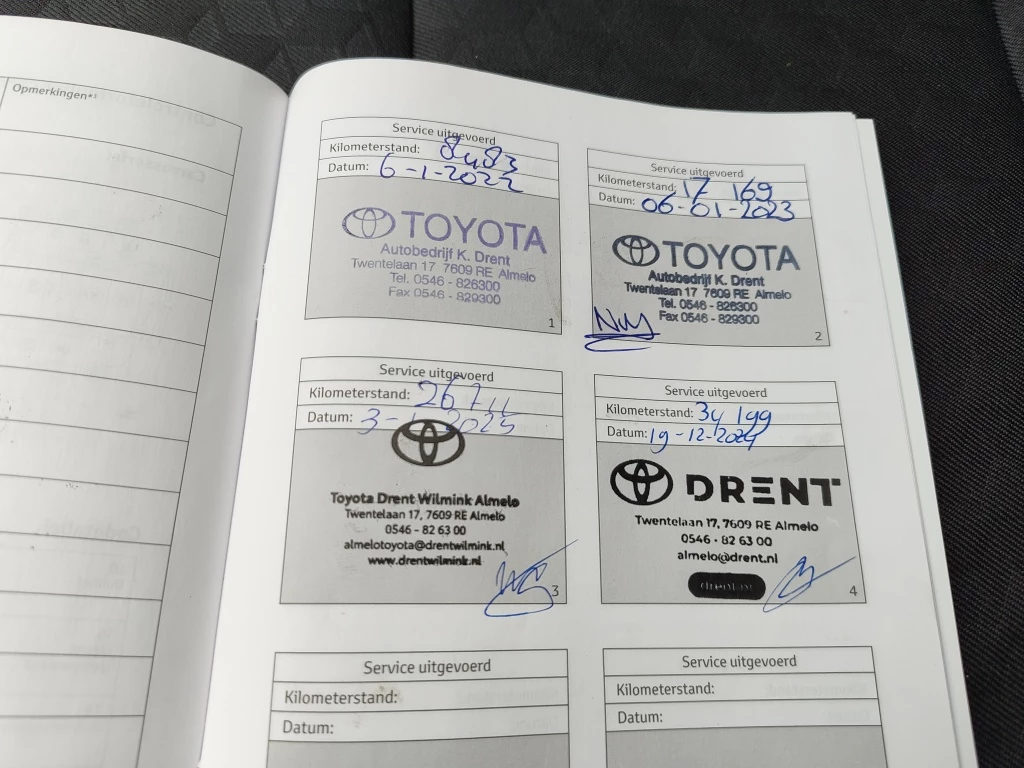 Opmerkingen*³
Service uitgevoerd
Kilometerstand: 8483
Datum: 6-1-2022
TOYOTA
Autobedrijf K. Drent
Twentelaan 17 7609 RE Almelo
Tel. 0546 - 826300
Fax 0546 - 829300
1
Service uitgevoerd
Kilometerstand: 17 169
Datum: 06-01-2023
TOYOTA
Autobedrijf K. Drent
Twentelaan 17 7609 RE Almelo
Tel. 0546 - 826300
Fax 0546 - 829300
2
Service uitgevoerd
Kilometerstand: 26711
Datum:
Toyota Drent Wilmink Almelo
Twentelaan 17, 7609 RE Almelo
0546 - 82 63 00
almelotoyota@drentwilmink.nl
www.drentwilmink.nl
3
Service uitgevoerd
Kilometerstand: 34 199
Datum: 19-12-2024
DRENT
Twentelaan 17, 7609 RE Almelo
0546 - 82 63 00
almelo@drent.nl
drent.nl
4
Service uitgevoerd
Kilometerstand:
Datum:
Service uitgevoerd
Kilometerstand:
Datum: